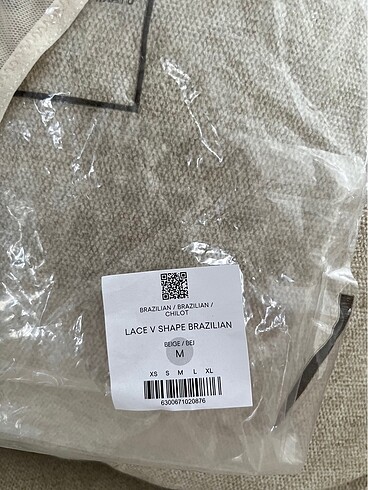 BRAZILIAN / BRAZILIAN /
CHILOT
LACE V SHAPE BRAZILIAN
BEIGE / BEJ
M
XS S M L XL
6300671020876